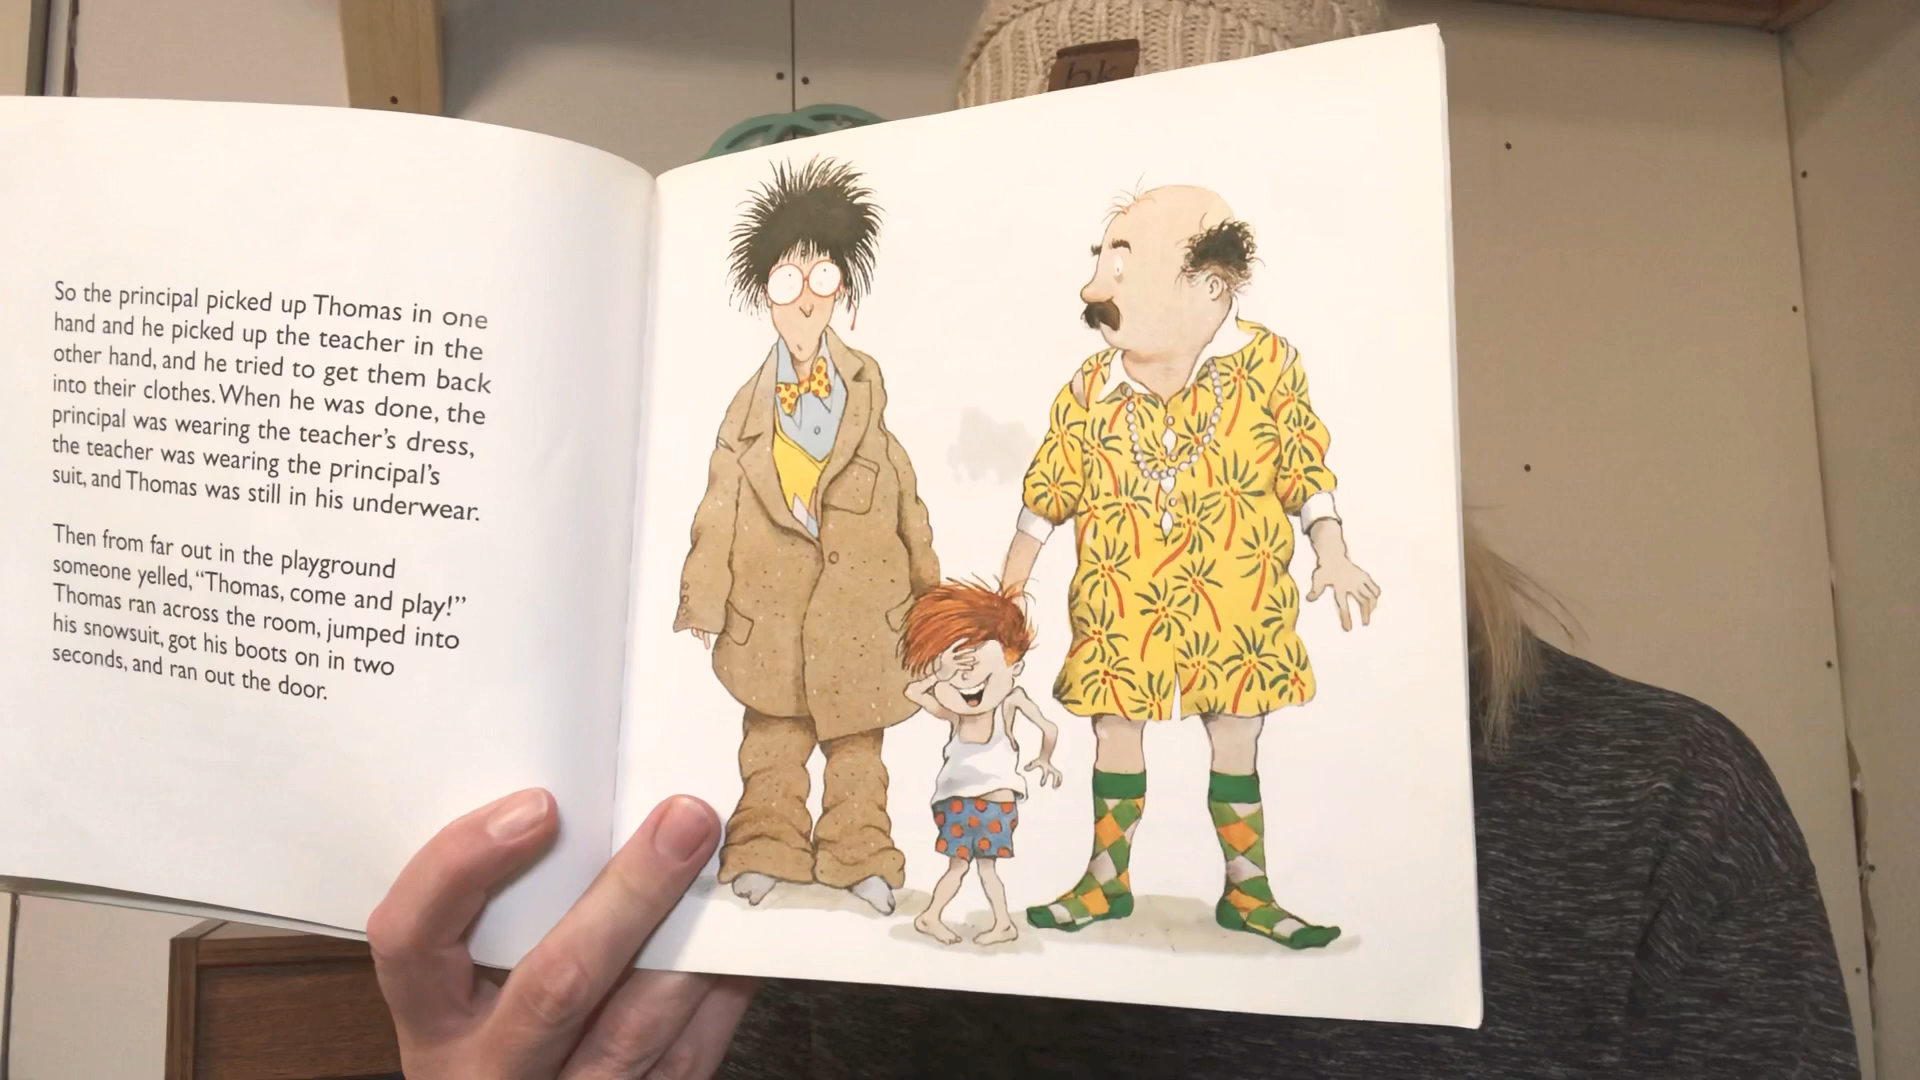 bk
So the principal picked up Thomas in one
hand and he picked up the teacher in the
other hand, and he tried to get them back
into their clothes. When he was done, the
principal was wearing the teacher's dress,
the teacher was wearing the principal's
suit, and Thomas was still in his underwear.
Then from far out in the playground
someone yelled, “Thomas, come and play!”
Thomas ran across the room, jumped into
his snowsuit, got his boots on in two
seconds, and ran out the door.